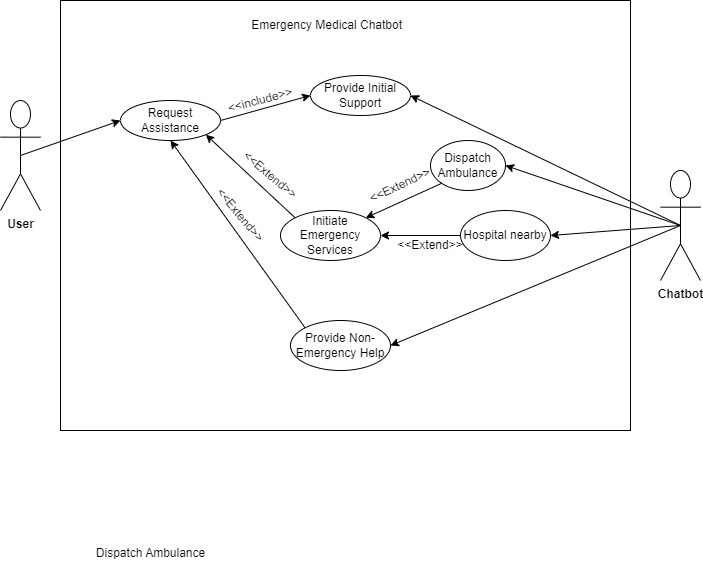 Emergency Medical Chatbot
Provide Initial
Support
<<include>>
Request
Assistance
<<Extend>>
Dispatch
Ambulance
<<Extend>>
<<Extend>>
User
Initiate
Emergency
Services
Hospital nearby
<<Extend>>
Chatbot
Provide Non-
Emergency Help
Dispatch Ambulance